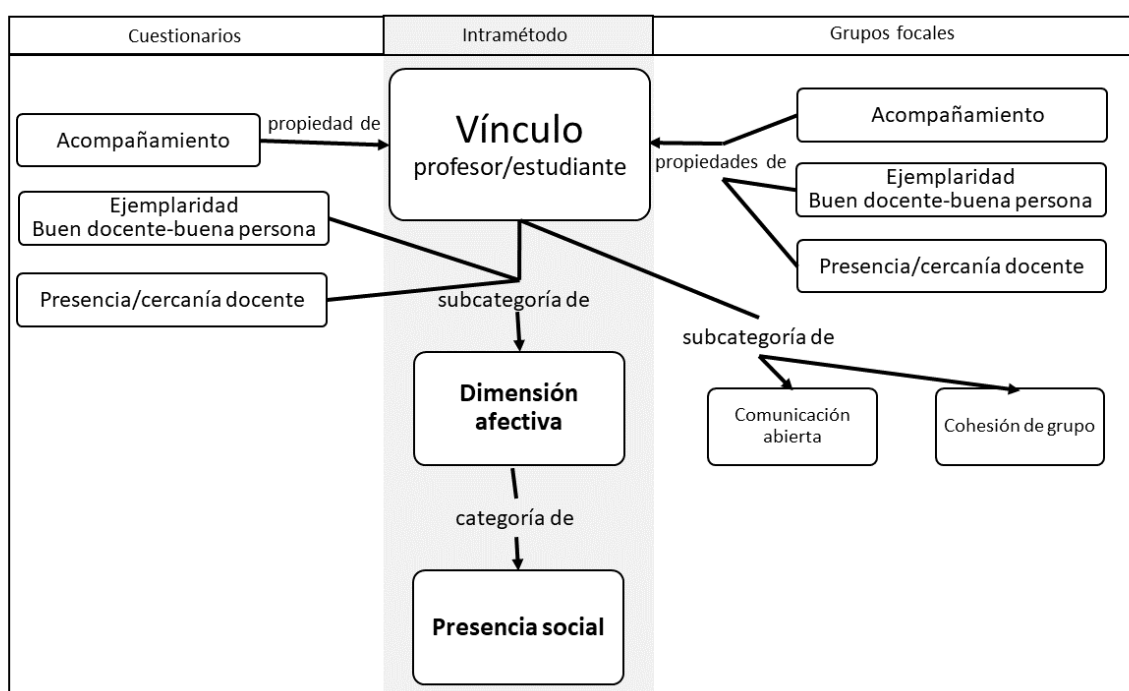 Cuestionarios
Intramétodo
Grupos focales
Vínculo
profesor/estudiante
Acompañamiento
propiedad de
Ejemplaridad
Buen docente-buena persona
Presencia/cercanía docente
Acompañamiento
propiedades de
Ejemplaridad
Buen docente-buena persona
Presencia/cercanía docente
subcategoría de
subcategoría de
Dimensión
afectiva
Comunicación
abierta
Cohesión de grupo
categoría de
Presencia social